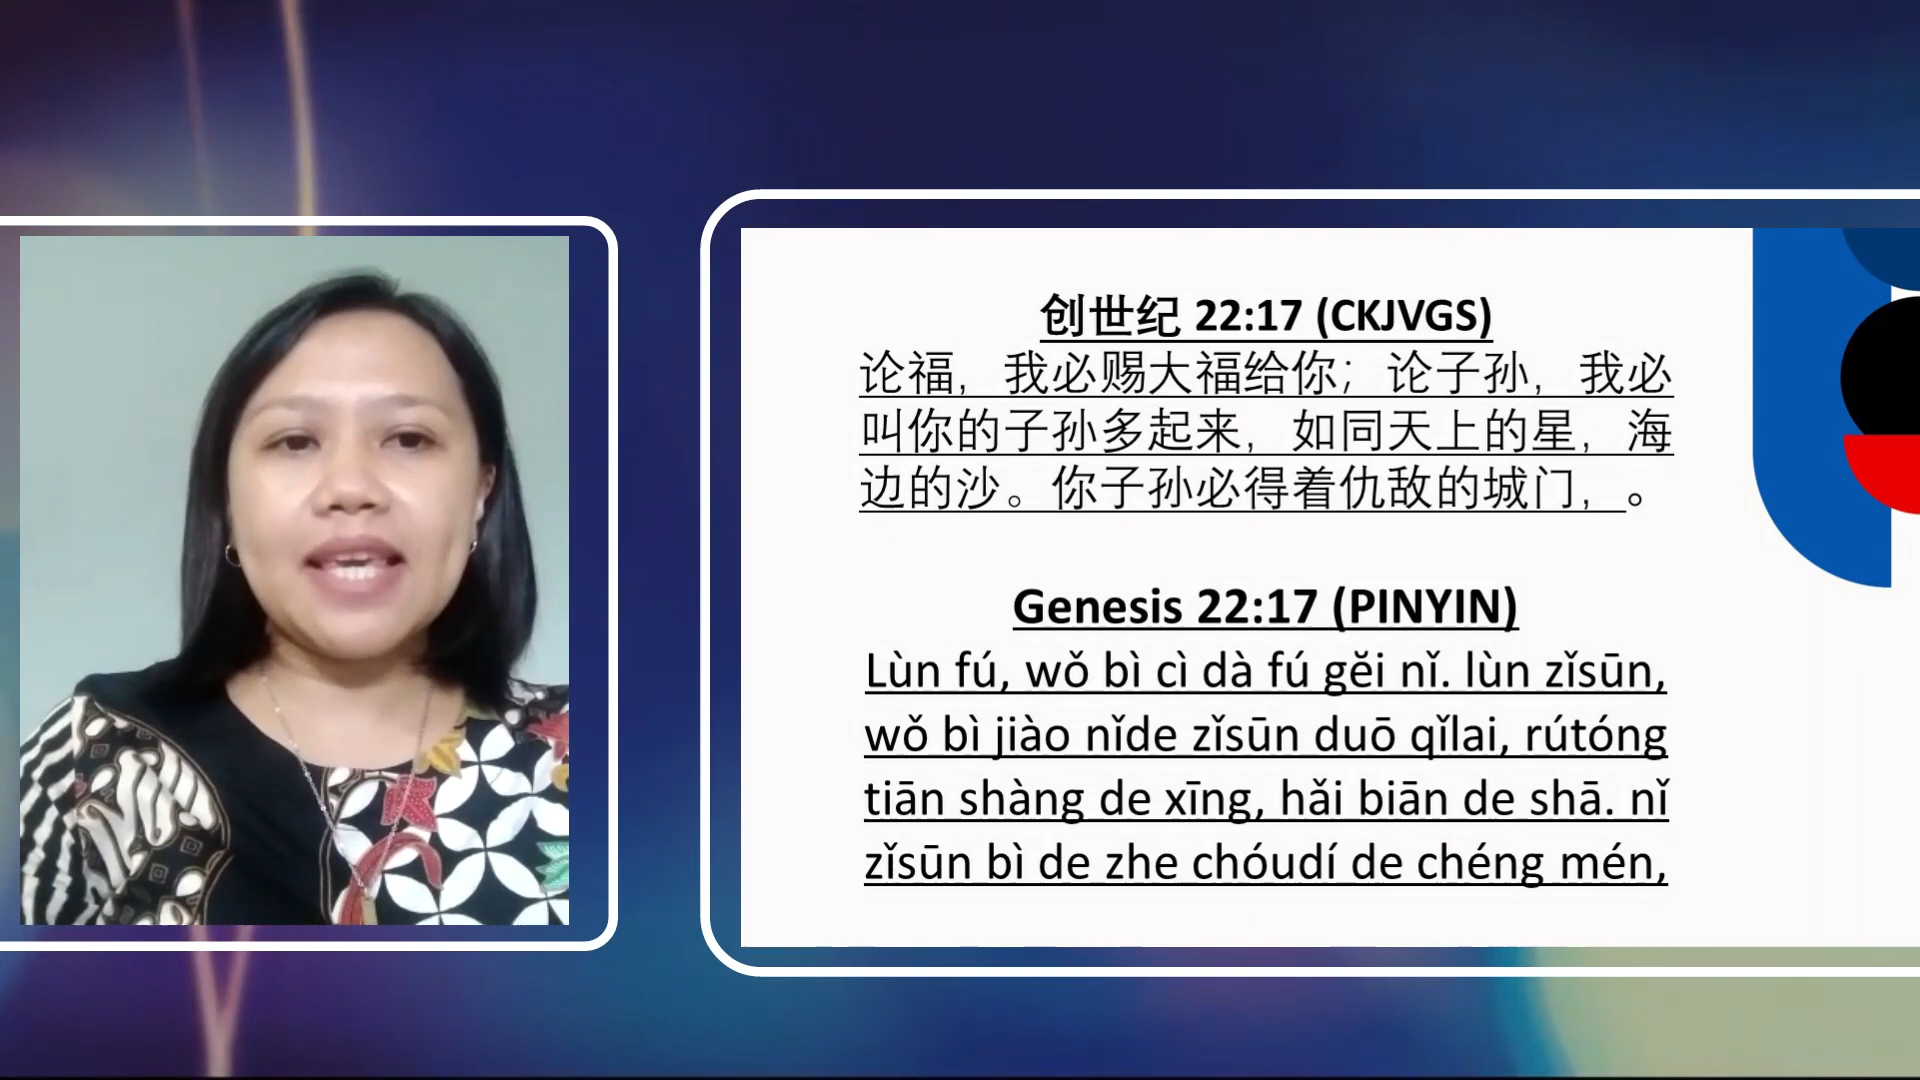 创世纪 22:17 (CKJVGS)
论福，我必赐大福给你；论子孙，我必
叫你的子孙多起来，如同天上的星，海
边的沙。你子孙必得着仇敌的城门，。
Genesis 22:17 (PINYIN)
Lùn fú, wǒ bì cì dà fú gěi nǐ. lùn zǐsūn,
wǒ bì jiào nǐde zǐsūn duō qǐlai, rútóng
tiān shàng de xīng, hǎi biān de shā. nǐ
zǐsūn bì de zhe chóudí de chéng mén,